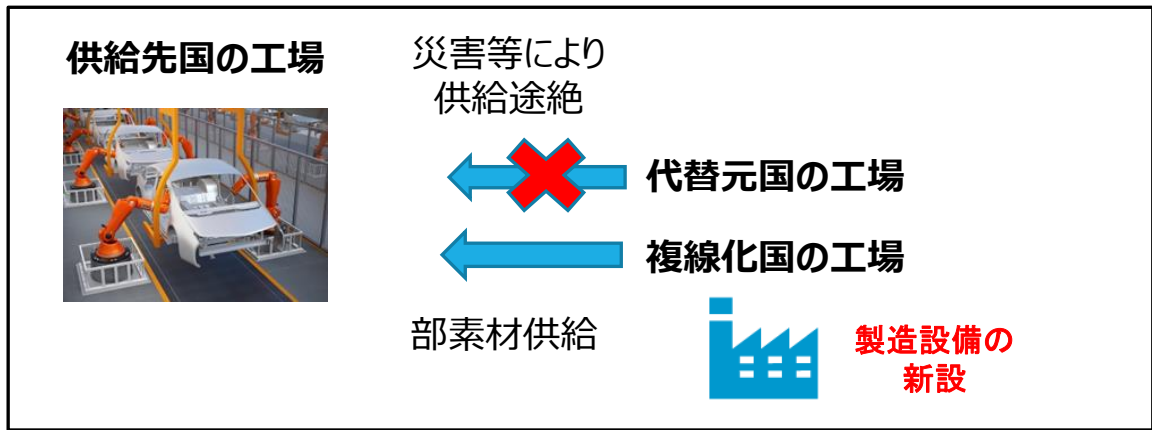 供給先国の工場
災害等により
供給途絶
代替元国の工場
複線化国の工場
部素材供給
製造設備の
新設